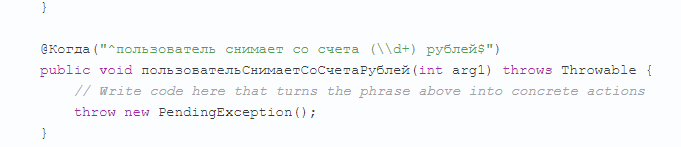 }
@Когда("^пользователь снимает со счета (\\d+) рублей$")
public void пользовательСнимаетСоСчетаРублей(int arg1) throws Throwable {
// Write code here that turns the phrase above into concrete actions
throw new PendingException();
}